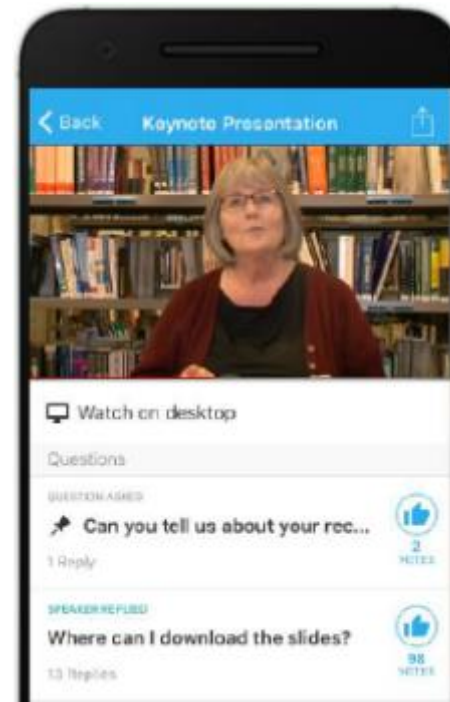 Back Keynote Presentation
Watch on desktop
Questions
QUESTION ASKED
Can you tell us about your rec...
1 Reply
2
VOTES
SPEAKER REPLIED
Where can I download the slides?
13 Replies
98
VOTES